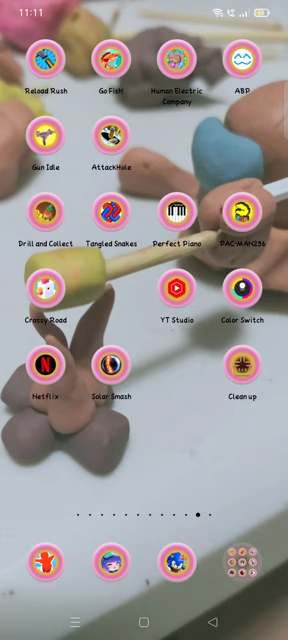 11:11
Reload Rush
Go Fish!
Human Electric
Company
ABP
Gun Idle
AttackHole
Drill and Collect
Tangled Snakes
Perfect Piano
PAC-MAN256
Crossy Road
YT Studio
Color Switch
Netflix
Solar Smash
Clean up